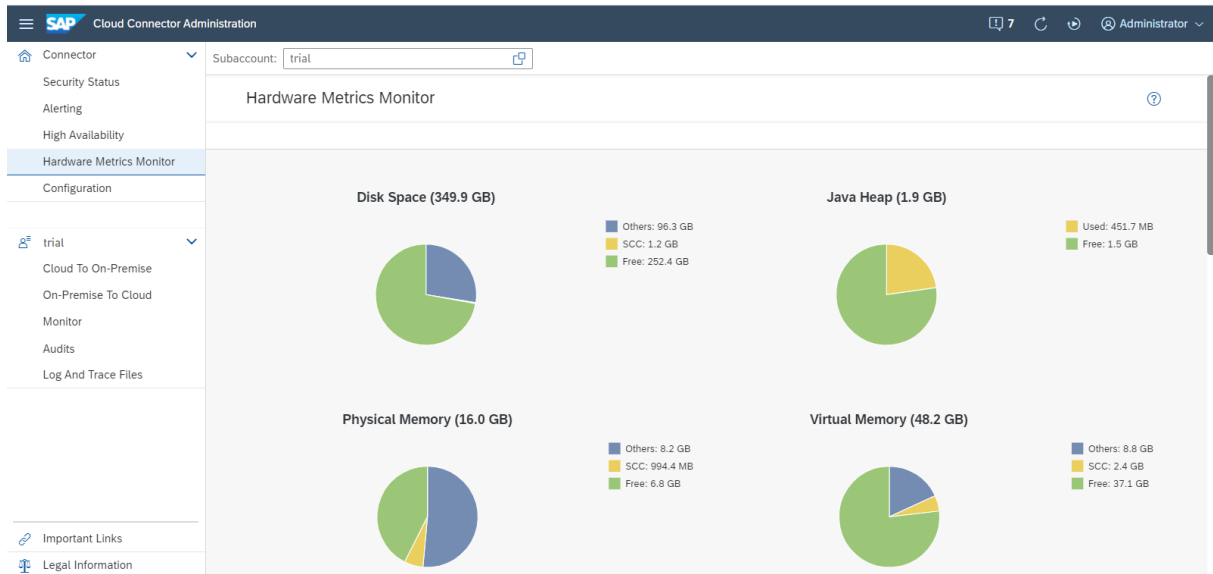 SAP Cloud Connector Administration
7
Administrator
Connector
Security Status
Alerting
High Availability
Hardware Metrics Monitor
Configuration
trial
Cloud To On-Premise
On-Premise To Cloud
Monitor
Audits
Log And Trace Files
Important Links
Legal Information
Subaccount: trial
Hardware Metrics Monitor
Disk Space (349.9 GB)
Others: 96.3 GB
SCC: 1.2 GB
Free: 252.4 GB
Java Heap (1.9 GB)
Used: 451.7 MB
Free: 1.5 GB
Physical Memory (16.0 GB)
Others: 8.2 GB
SCC: 994.4 MB
Free: 6.8 GB
Virtual Memory (48.2 GB)
Others: 8.8 GB
SCC: 2.4 GB
Free: 37.1 GB